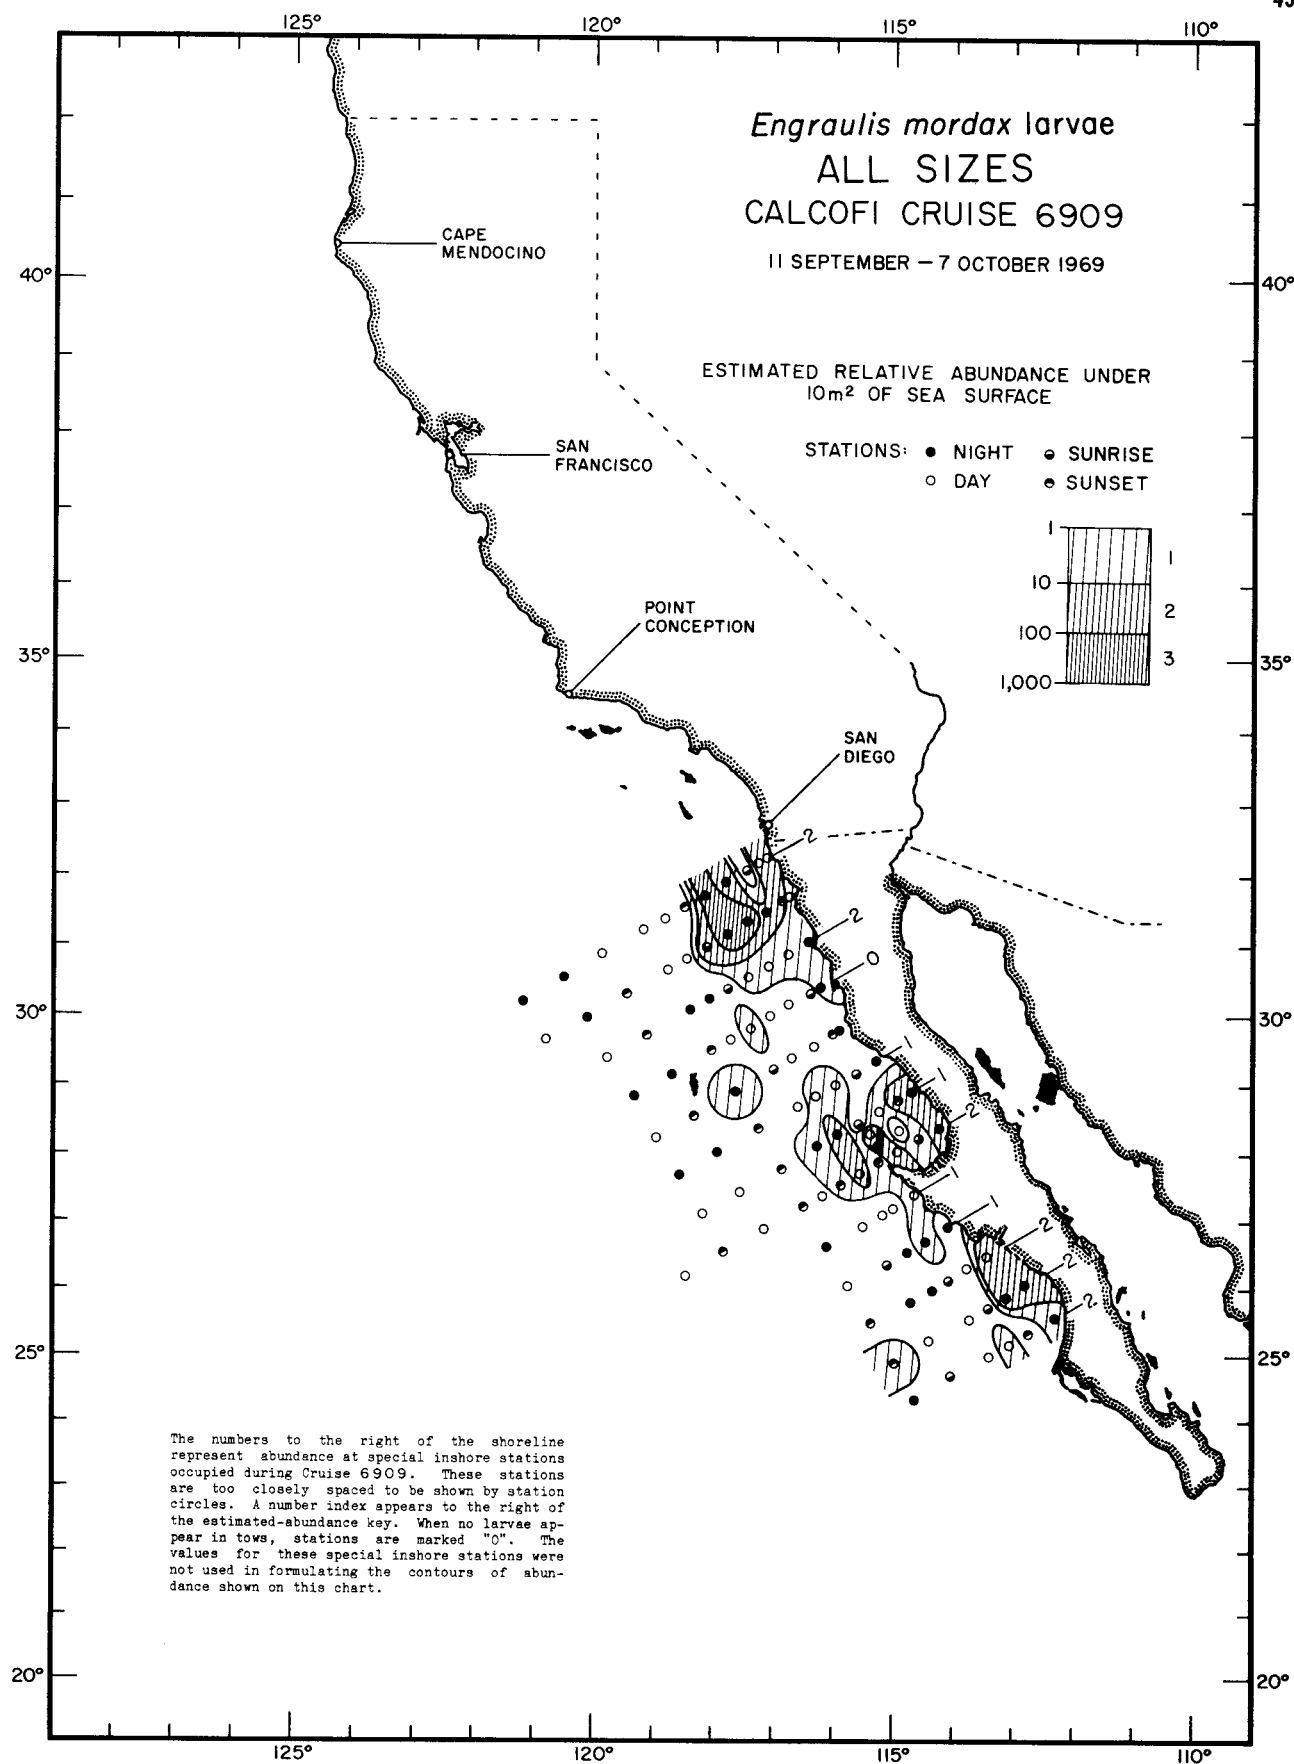 125°
120°
115°
110°
Engraulis mordax larvae
ALL SIZES
CALCOFI CRUISE 6909
11 SEPTEMBER – 7 OCTOBER 1969
CAPE
MENDOCINO
40°
40°
ESTIMATED RELATIVE ABUNDANCE UNDER
10m² OF SEA SURFACE
STATIONS: NIGHT SUNRISE
DAY SUNSET
SAN
FRANCISCO
1
10
100
1,000
1
2
3
POINT
CONCEPTION
35°
35°
SAN
DIEGO
2
2
0
30°
30°
1
1
2
1
1
2
2
2
25°
25°
The numbers to the right of the shoreline
represent abundance at special inshore stations
occupied during Cruise 6909. These stations
are too closely spaced to be shown by station
circles. A number index appears to the right of
the estimated-abundance key. When no larvae ap-
pear in tows, stations are marked "0". The
values for these special inshore stations were
not used in formulating the contours of abun-
dance shown on this chart.
20°
20°
125°
120°
115°
110°